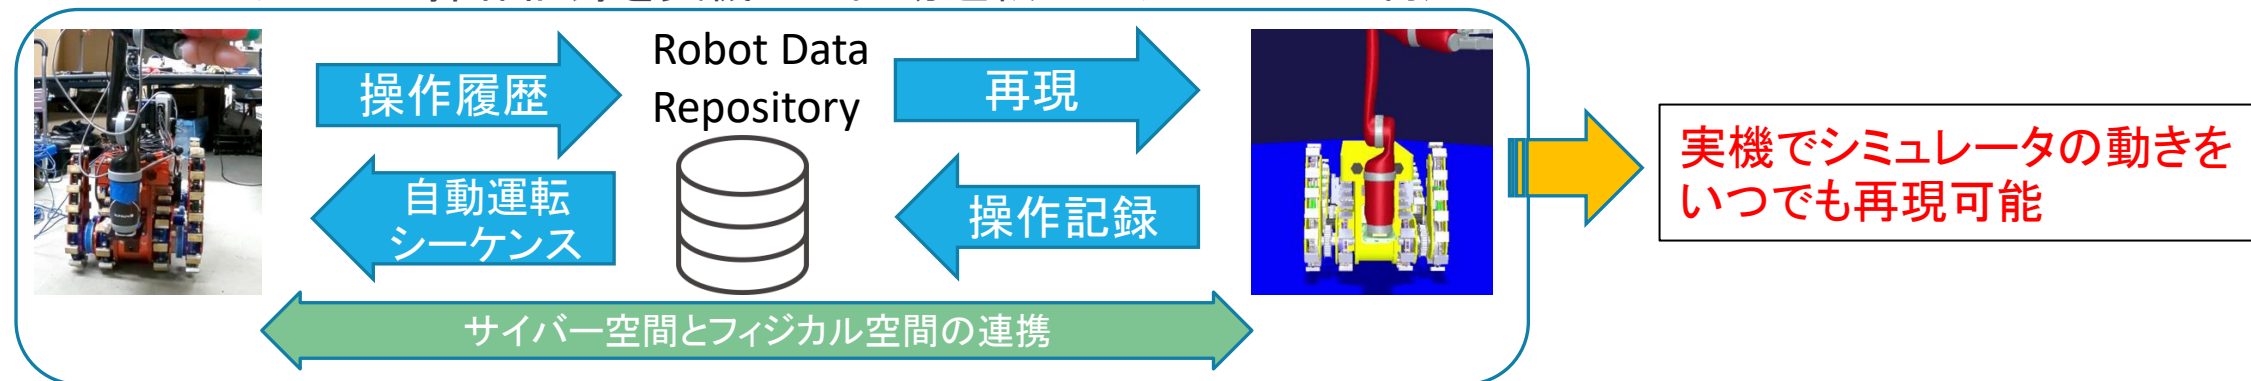 操作履歴
Robot Data
Repository
再現
自動運転
シーケンス
操作記録
サイバー空間とフィジカル空間の連携
実機でシミュレータの動きを
いつでも再現可能